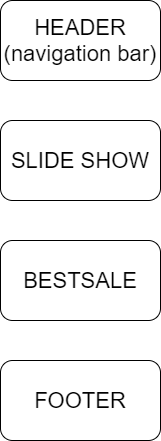 HEADER
(navigation bar)
SLIDE SHOW
BESTSALE
FOOTER